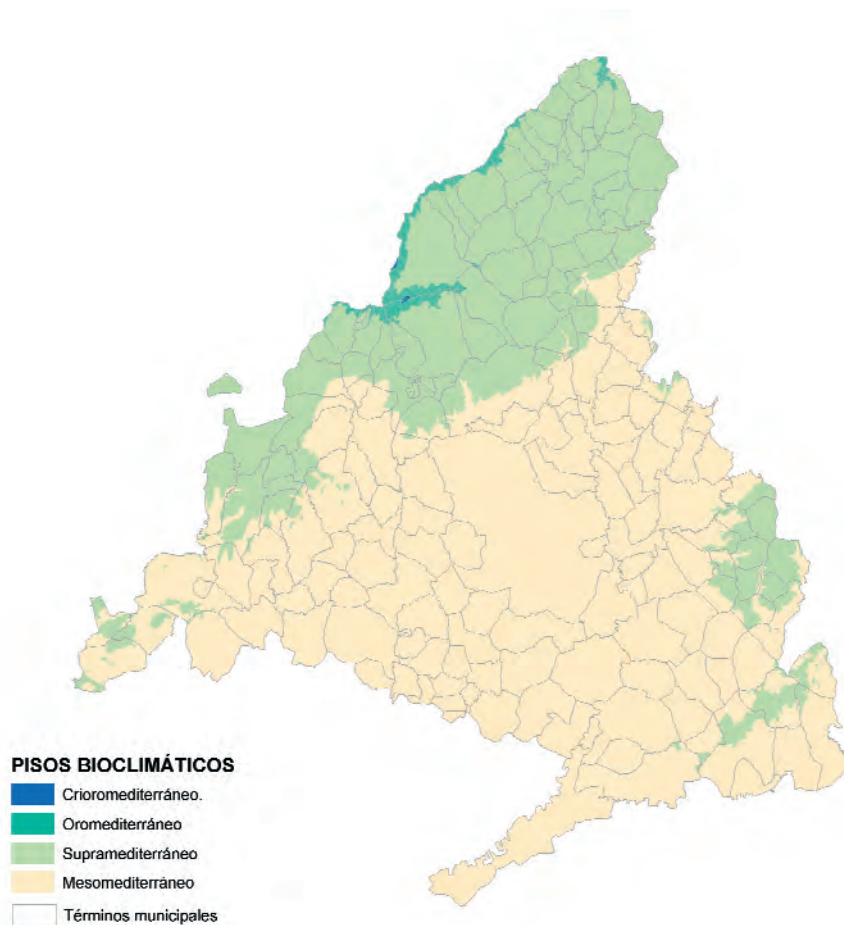 PISOS BIOCLIMÁTICOS
Crioromediterráneo.
Oromediterráneo
Supramediterráneo
Mesomediterráneo
Términos municipales